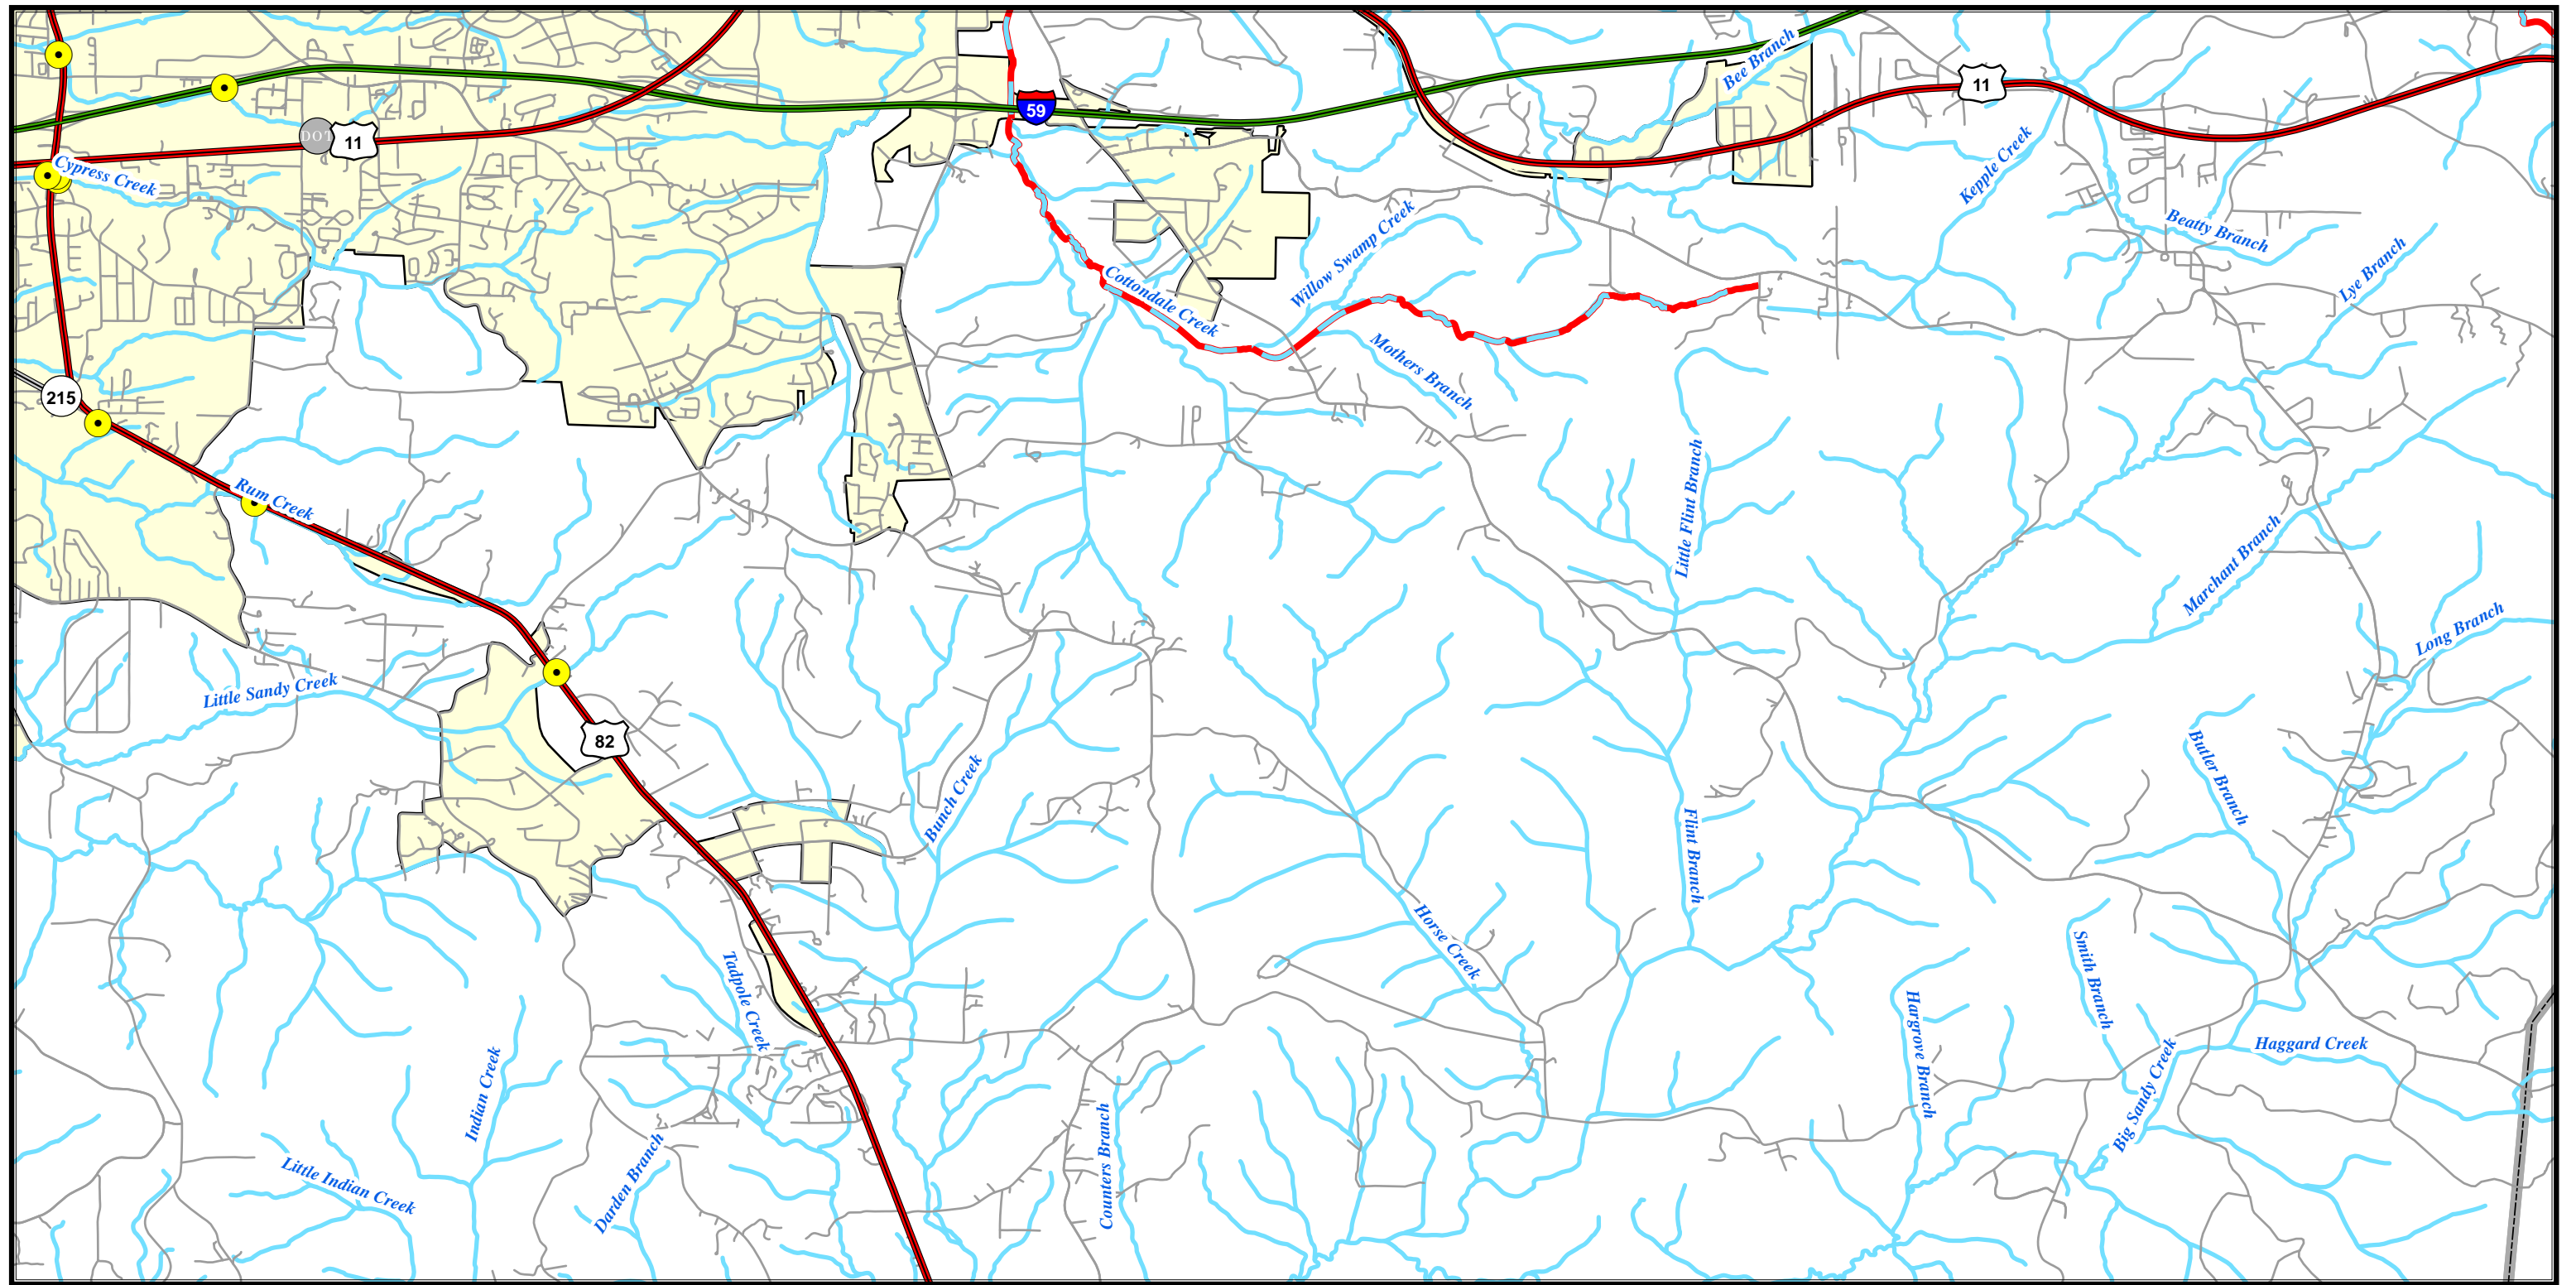 Bee Branch
11
59
DOT
11
Cypress Creek
Kepple Creek
Willow Swamp Creek
Beatty Branch
Lye Branch
Cottondale Creek
Mothers Branch
215
Rum Creek
Little Flint Branch
Marchant Branch
Long Branch
Little Sandy Creek
82
Bunch Creek
Butler Branch
Flint Branch
Horse Creek
Tadpole Creek
Smith Branch
Hargrove Branch
Haggard Creek
Indian Creek
Big Sandy Creek
Little Indian Creek
Darden Branch
Counters Branch